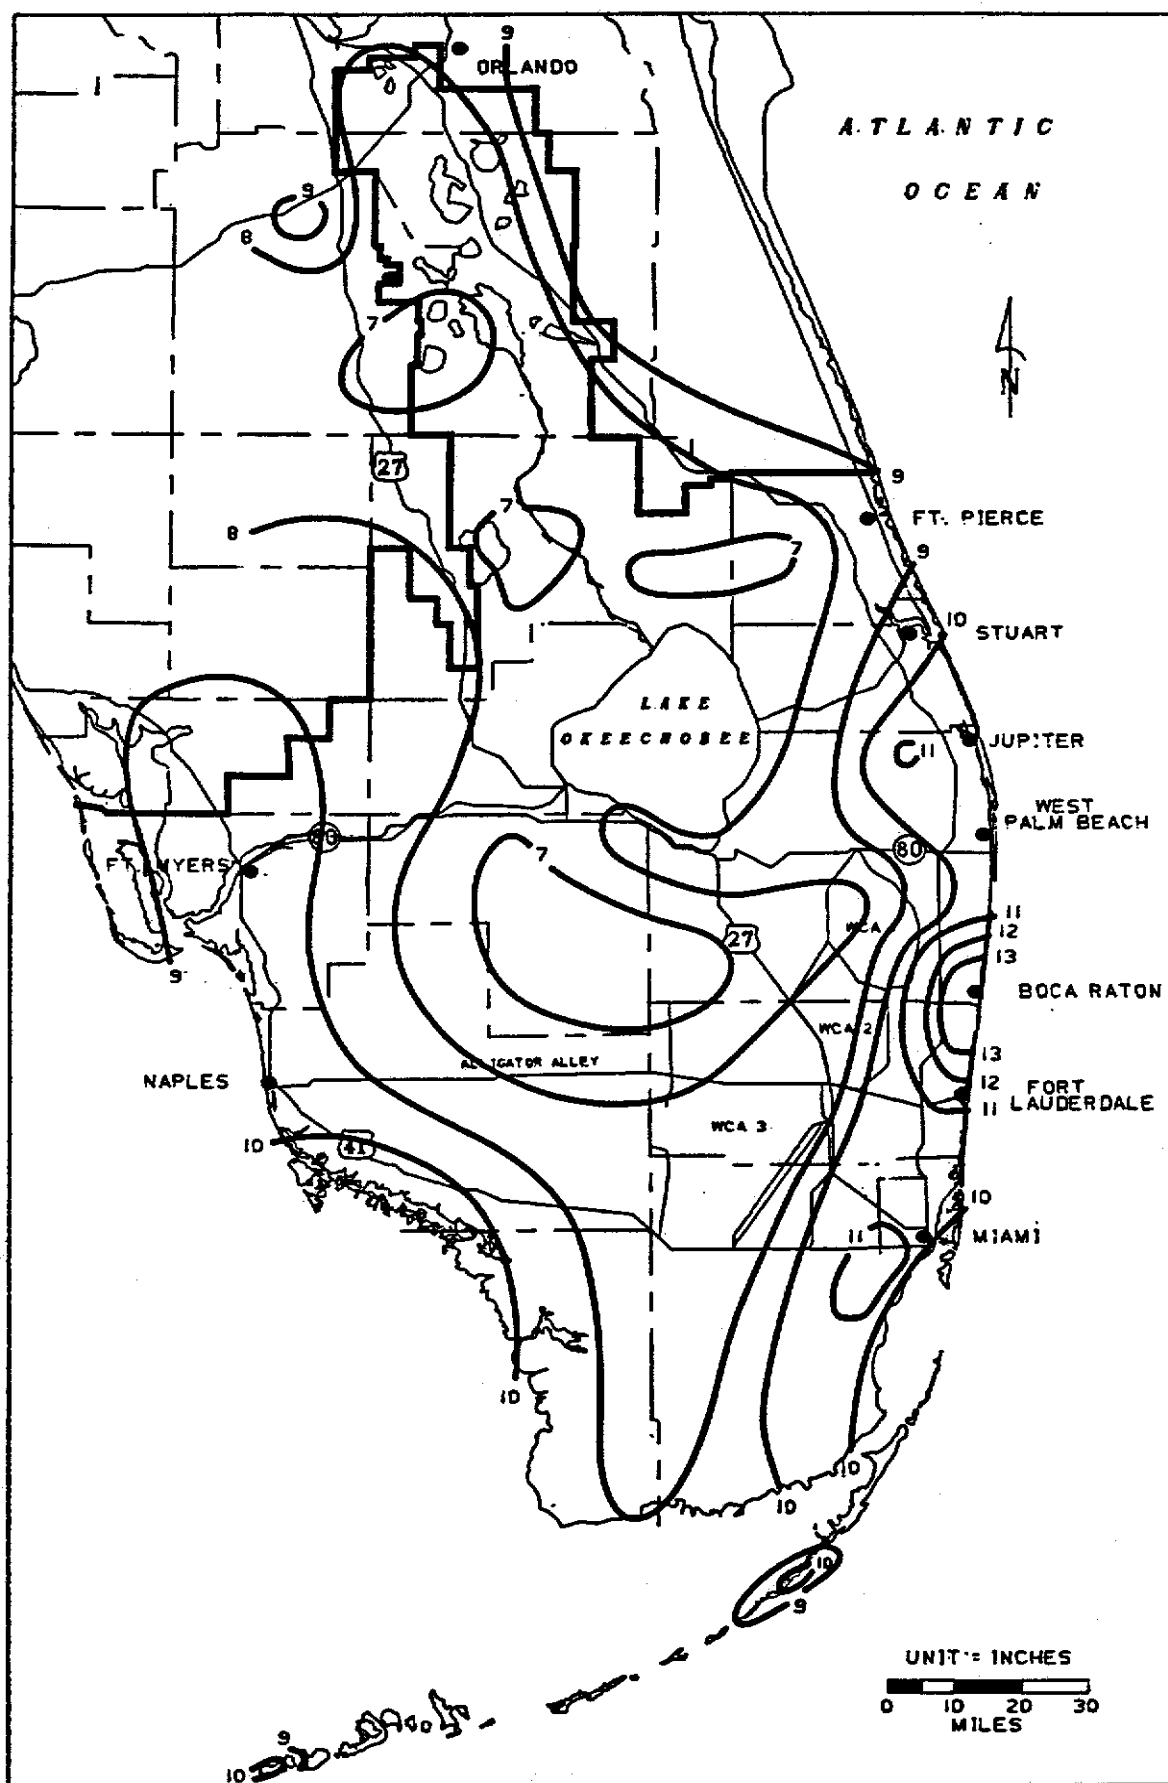 9
ORLANDO
ATLANTIC
OCEAN
9
8
7
N
27
9
7
FT. PIERCE
8
7
9
10
STUART
LAKE
OKEECHOBEE
11
JUPITER
WEST
PALM BEACH
80
80
FT. MYERS
7
11
WCA
12
27
9
13
BOCA RATON
WCA 2
13
ALLIGATOR ALLEY
NAPLES
12
FORT
LAUDERDALE
11
WCA 3
10
41
10
11
MIAMI
10
10
10
10
9
UNIT = INCHES
0 10 20 30
MILES
9
10